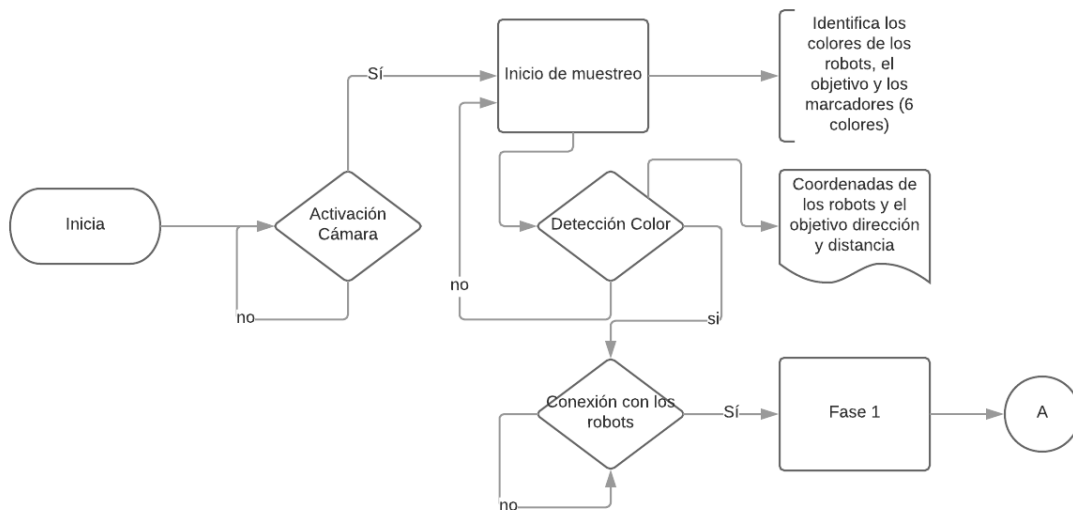 Identifica los
colores de los
robots, el
objetivo y los
marcadores (6
colores)
Sí
Inicio de muestreo
Coordenadas de
los robots y el
objetivo dirección
y distancia
Inicia
Activación
Cámara
Detección Color
no
no
si
Conexión con los
robots
Sí
Fase 1
A
no